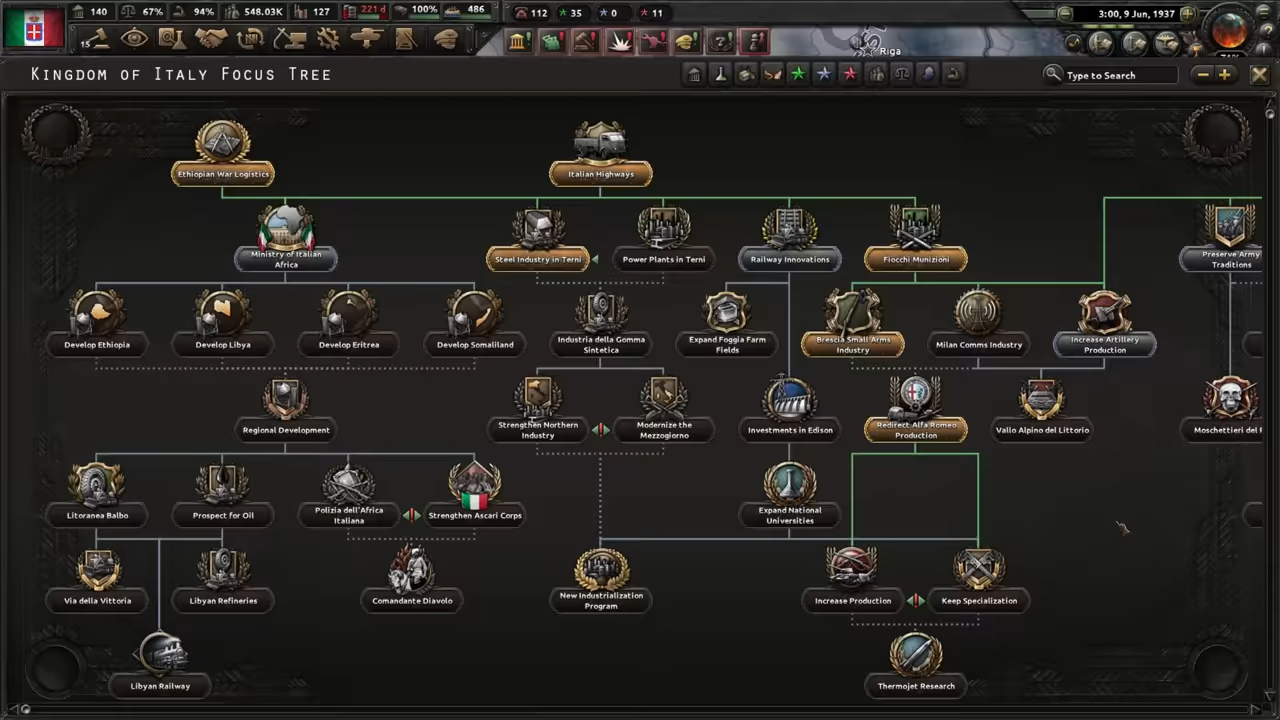 140 67% 94% 548.03K 127 221 d 100% 486 112 35 0 11 3:00, 9 Jun, 1937
15
Riga
Kingdom of Italy Focus Tree
Type to Search
Ethiopian War Logistics
Italian Highways
Ministry of Italian
Africa
Steel Industry in Terni
Power Plants in Terni
Railway Innovations
Fiocchi Munizioni
Preserve Army
Traditions
Develop Ethiopia
Develop Libya
Develop Eritrea
Develop Somaliland
Industria della Gomma
Sintetica
Expand Foggia Farm
Fields
Brescia Small Arms
Industry
Milan Comms Industry
Increase Artillery
Production
Regional Development
Strengthen Northern
Industry
Modernize the
Mezzogiorno
Investments in Edison
Redirect Alfa Romeo
Production
Vallo Alpino del Littorio
Moschettieri del
Litoranea Balbo
Prospect for Oil
Polizia dell'Africa
Italiana
Strengthen Ascari Corps
Expand National
Universities
Via della Vittoria
Libyan Refineries
Comandante Diavolo
New Industrialization
Program
Increase Production
Keep Specialization
Libyan Railway
Thermojet Research